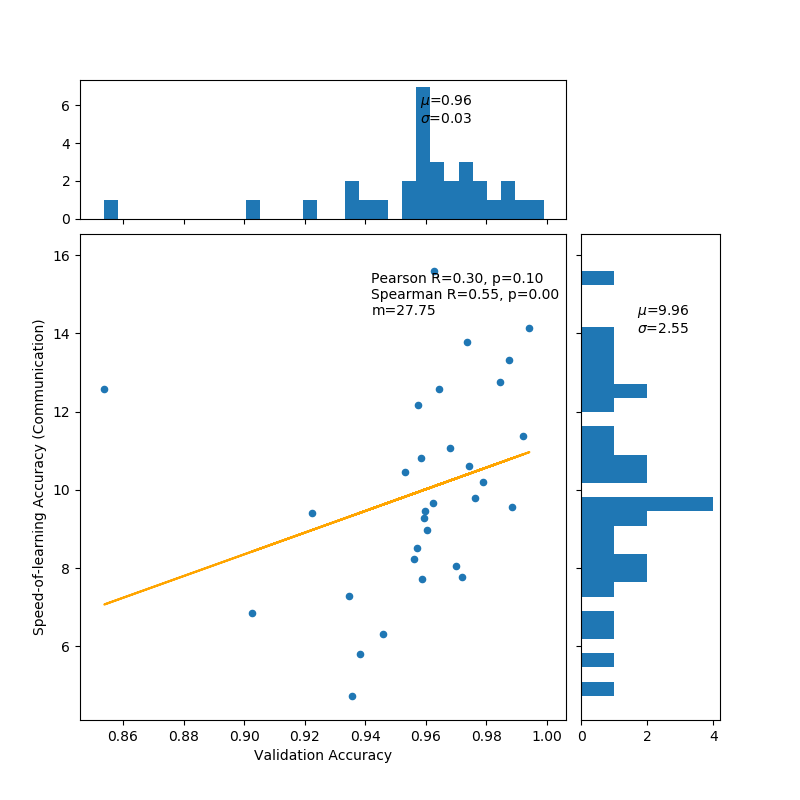 6
4
2
0
μ=0.96
σ=0.03
16
14
12
10
8
6
Speed-of-learning Accuracy (Communication)
Pearson R=0.30, p=0.10
Spearman R=0.55, p=0.00
m=27.75
μ=9.96
σ=2.55
0.86 0.88 0.90 0.92 0.94 0.96 0.98 1.00
Validation Accuracy
0 2 4